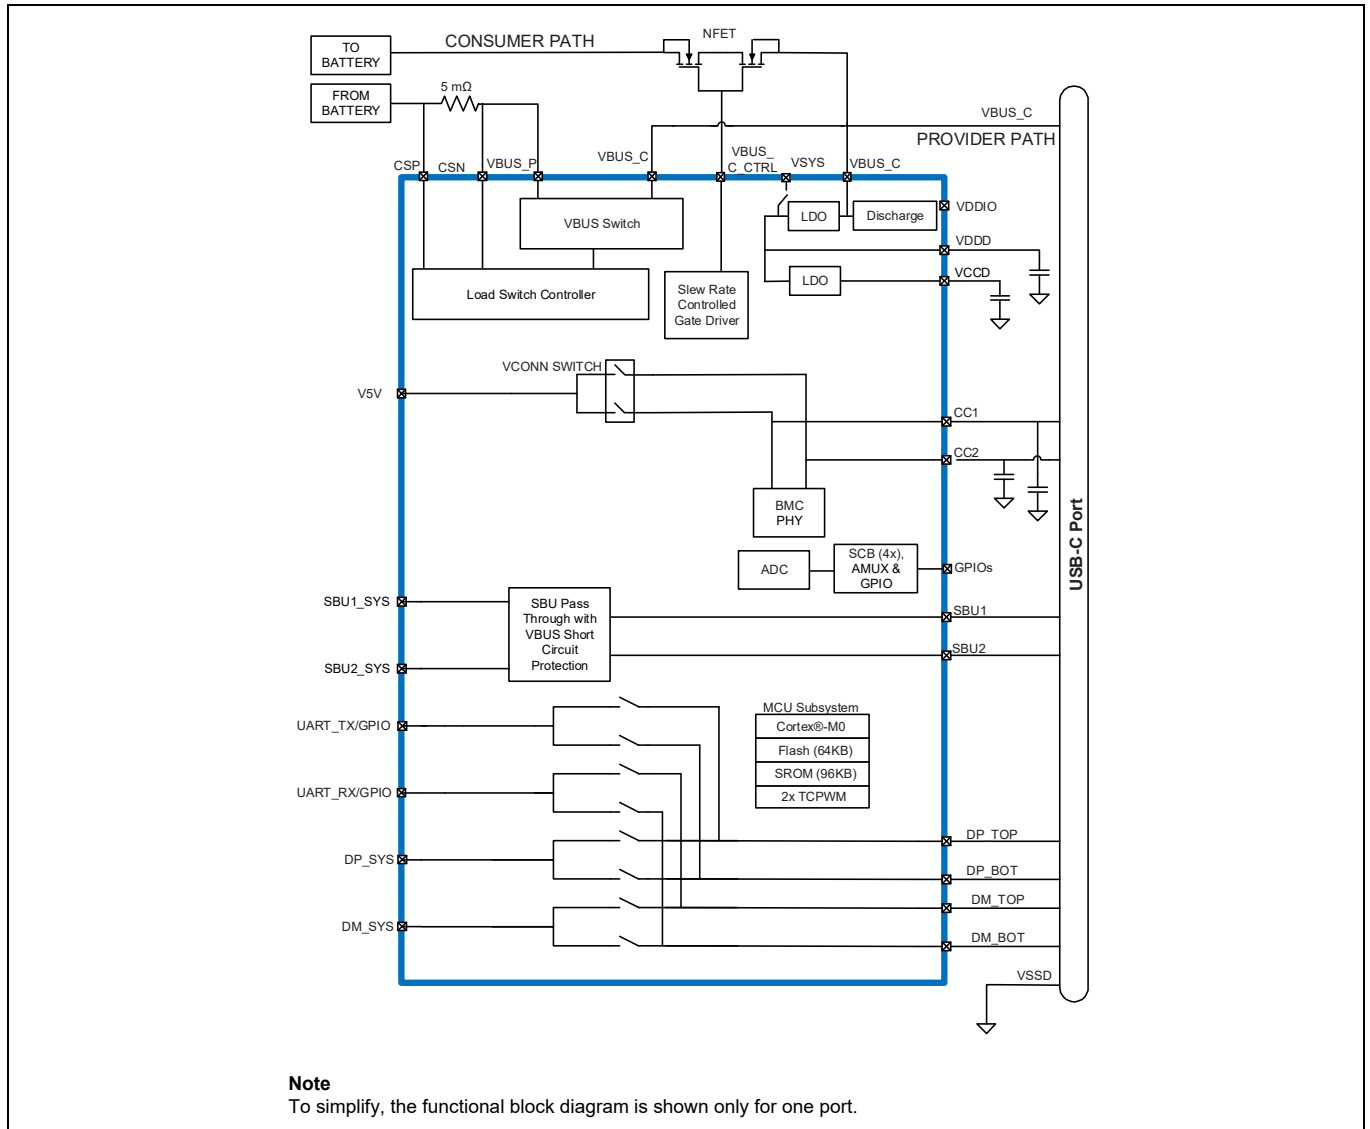 CONSUMER PATH
NFET
TO
BATTERY
FROM
BATTERY
5 mΩ
VBUS_C
PROVIDER PATH
CSP
CSN
VBUS_P
VBUS_C
VBUS_
C_CTRL
VSYS
VBUS_C
VBUS Switch
LDO
Discharge
VDDIO
VDDD
Load Switch Controller
Slew Rate
Controlled
Gate Driver
LDO
VCCD
VCONN SWITCH
V5V
CC1
CC2
BMC
PHY
ADC
SCB (4x),
AMUX &
GPIO
GPIOs
USB-C Port
SBU1_SYS
SBU2_SYS
SBU Pass
Through with
VBUS Short
Circuit
Protection
SBU1
SBU2
UART_TX/GPIO
UART_RX/GPIO
MCU Subsystem
Cortex®-M0
Flash (64KB)
SROM (96KB)
2x TCPWM
DP_SYS
DM_SYS
DP_TOP
DP_BOT
DM_TOP
DM_BOT
VSSD
Note
To simplify, the functional block diagram is shown only for one port.